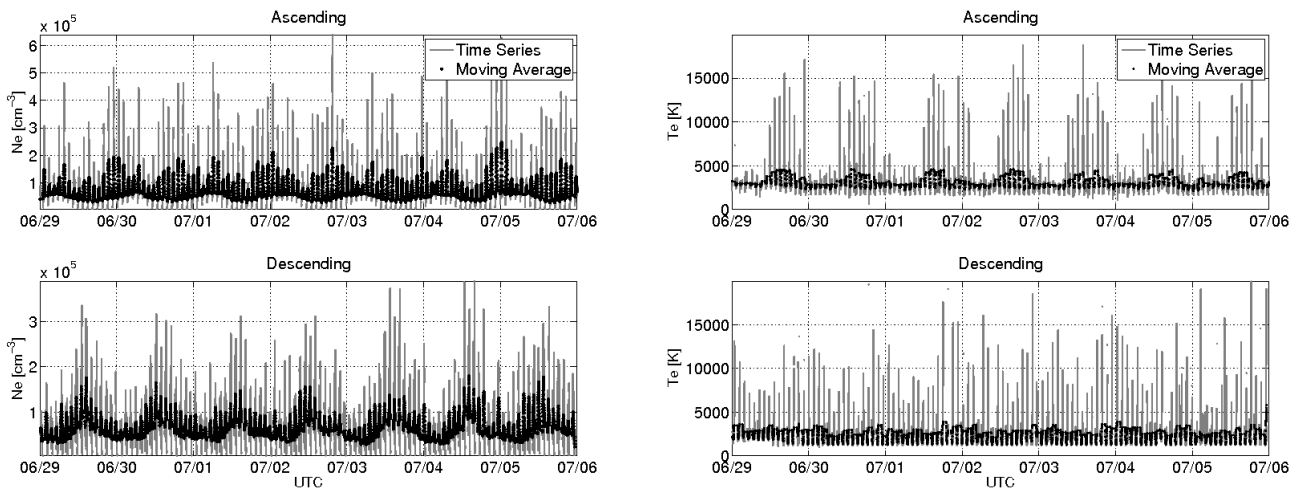 Ascending
x 10^5
Ne [cm^-3]
6
5
4
3
2
1
Time Series
Moving Average
06/29 06/30 07/01 07/02 07/03 07/04 07/05 07/06
Ascending
Te [K]
15000
10000
5000
0
Time Series
Moving Average
06/29 06/30 07/01 07/02 07/03 07/04 07/05 07/06
Descending
x 10^5
Ne [cm^-3]
3
2
1
06/29 06/30 07/01 07/02 07/03 07/04 07/05 07/06
UTC
Descending
Te [K]
15000
10000
5000
0
06/29 06/30 07/01 07/02 07/03 07/04 07/05 07/06
UTC